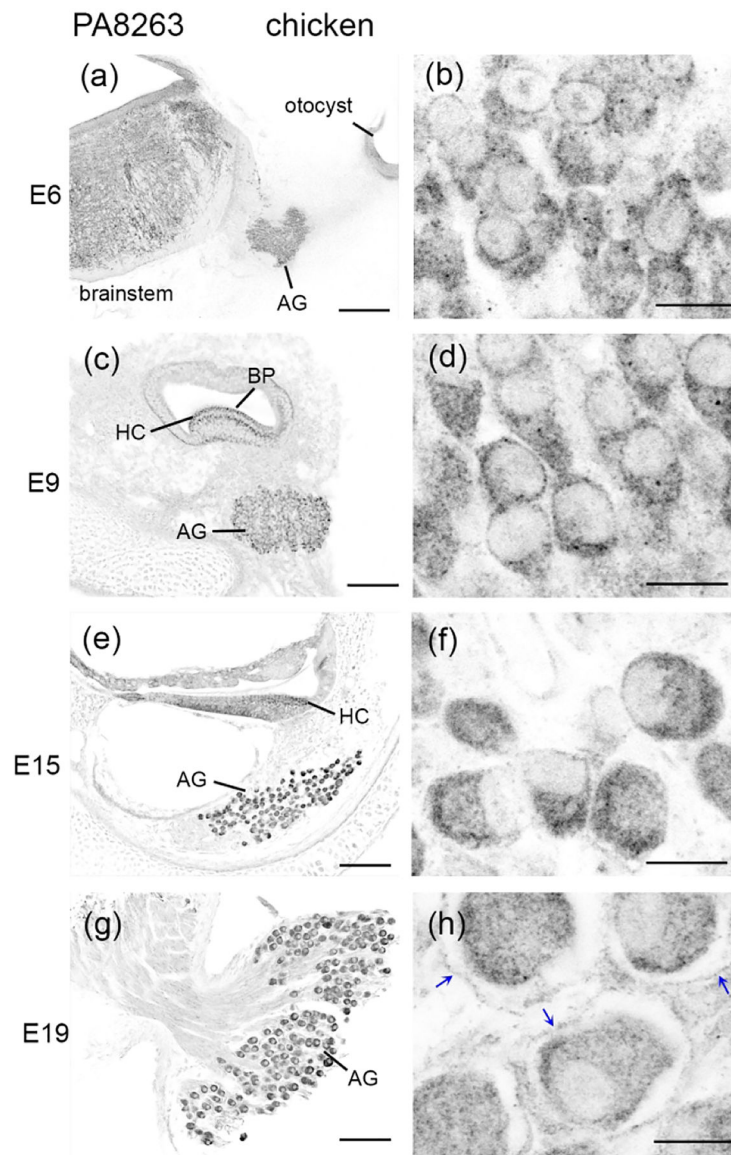 PA8263 chicken
(a)
otocyst
E6
brainstem
AG
(b)
(c)
BP
HC
E9
AG
(d)
(e)
HC
E15
AG
(f)
(g)
E19
AG
(h)